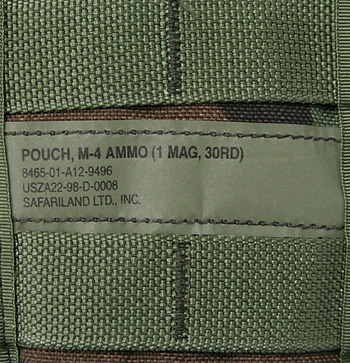 POUCH, M-4 AMMO (1 MAG, 30RD)
8465-01-A12-9496
USZA22-98-D-0008
SAFARILAND LTD., INC.